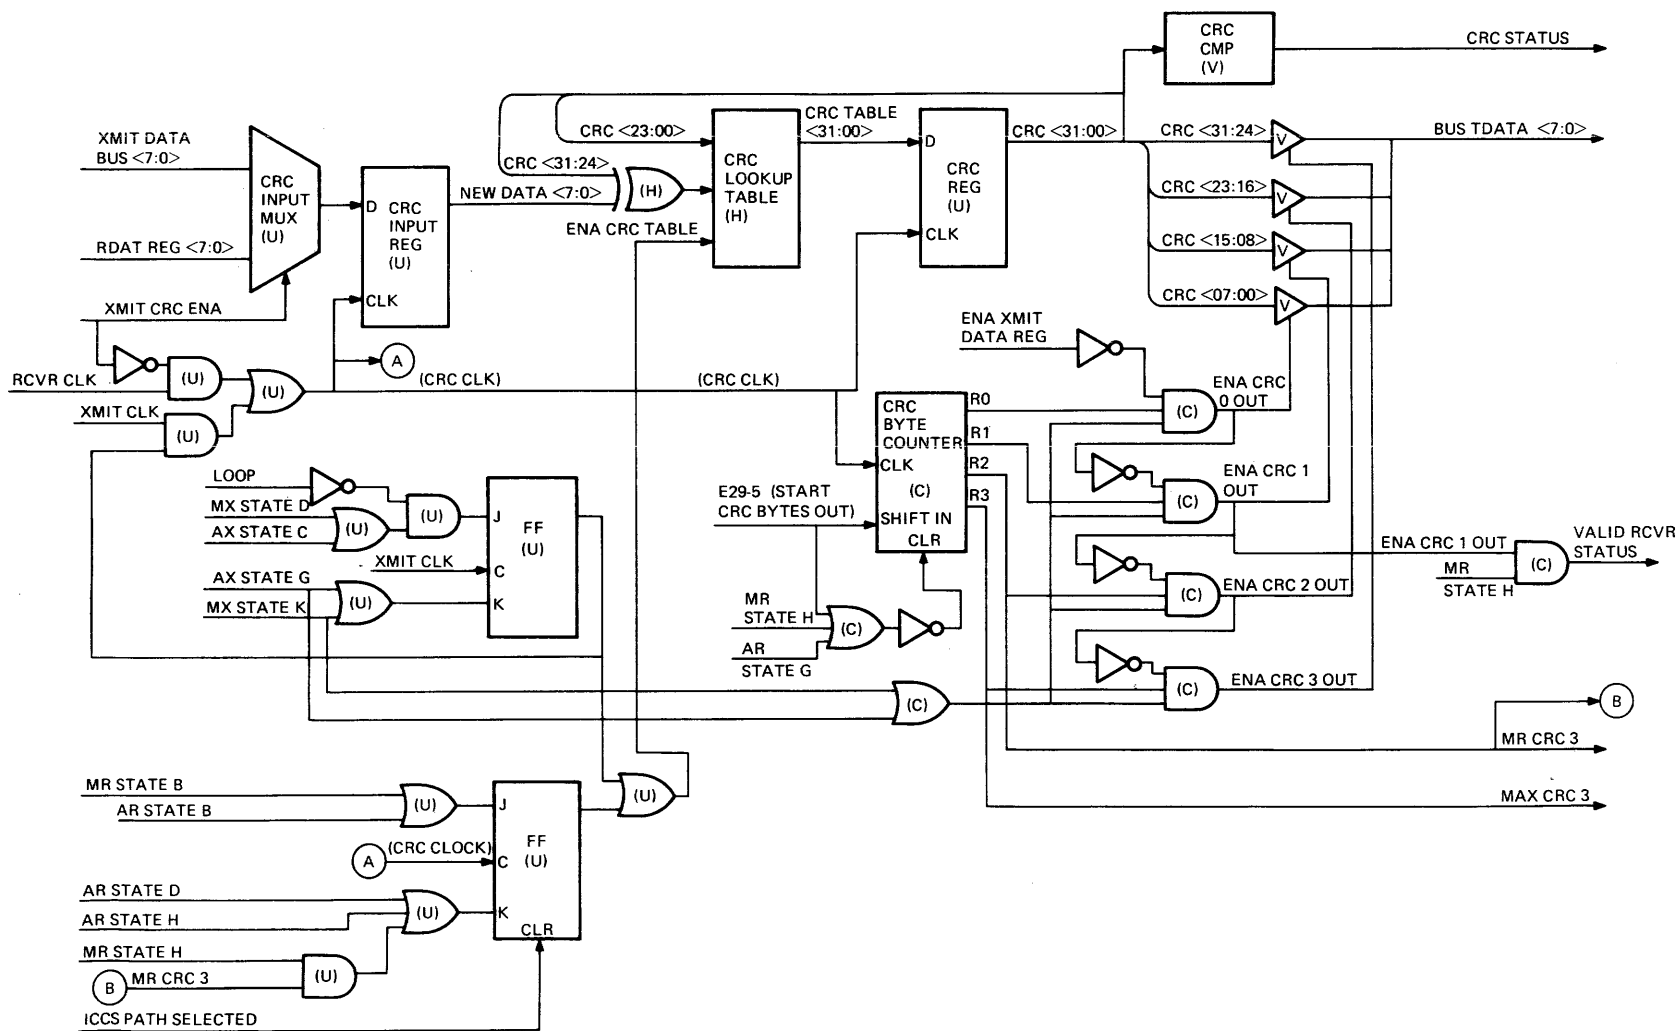 CRC
CMP
(V)
CRC STATUS
XMIT DATA
BUS <7:0>
CRC
INPUT
MUX
(U)
RDAT REG <7:0>
XMIT CRC ENA
D
CRC
INPUT
REG
(U)
CLK
NEW DATA <7:0>
CRC <23:00>
CRC <31:24>
(H)
ENA CRC TABLE
CRC
LOOKUP
TABLE
(H)
CRC TABLE
<31:00>
D
CRC
REG
(U)
CLK
CRC <31:00>
CRC <31:24>
V
BUS TDATA <7:0>
CRC <23:16>
V
CRC <15:08>
V
CRC <07:00>
V
RCVR CLK
(U)
(U)
A
(CRC CLK)
(CRC CLK)
XMIT CLK
(U)
ENA XMIT
DATA REG
(C)
ENA CRC
0 OUT
CRC
BYTE
COUNTER
CLK
(C)
SHIFT IN
CLR
R0
R1
R2
R3
E29-5 (START
CRC BYTES OUT)
(C)
ENA CRC 1
OUT
LOOP
MX STATE D
AX STATE C
(U)
(U)
J
FF
(U)
C
K
XMIT CLK
AX STATE G
MX STATE K
(U)
MR
STATE H
AR
STATE G
(C)
(C)
ENA CRC 2 OUT
ENA CRC 1 OUT
MR
STATE H
(C)
VALID RCVR
STATUS
(C)
(C)
ENA CRC 3 OUT
B
MR CRC 3
MAX CRC 3
MR STATE B
AR STATE B
(U)
J
FF
(U)
C
K
CLR
(U)
A
(CRC CLOCK)
AR STATE D
AR STATE H
(U)
MR STATE H
B
MR CRC 3
(U)
ICCS PATH SELECTED